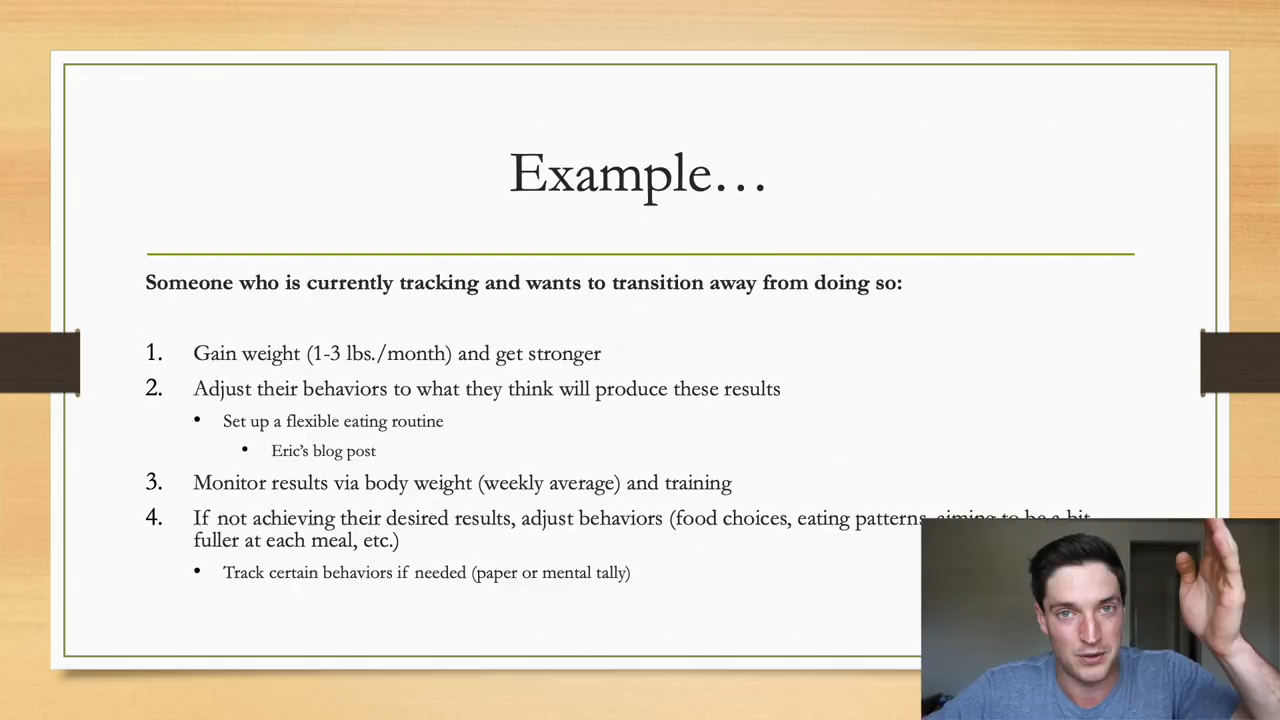 Example…
Someone who is currently tracking and wants to transition away from doing so:
1. Gain weight (1-3 lbs./month) and get stronger
2. Adjust their behaviors to what they think will produce these results
• Set up a flexible eating routine
• Eric’s blog post
3. Monitor results via body weight (weekly average) and training
4. If not achieving their desired results, adjust behaviors (food choices, eating patterns, aiming to be a bit
fuller at each meal, etc.)
• Track certain behaviors if needed (paper or mental tally)